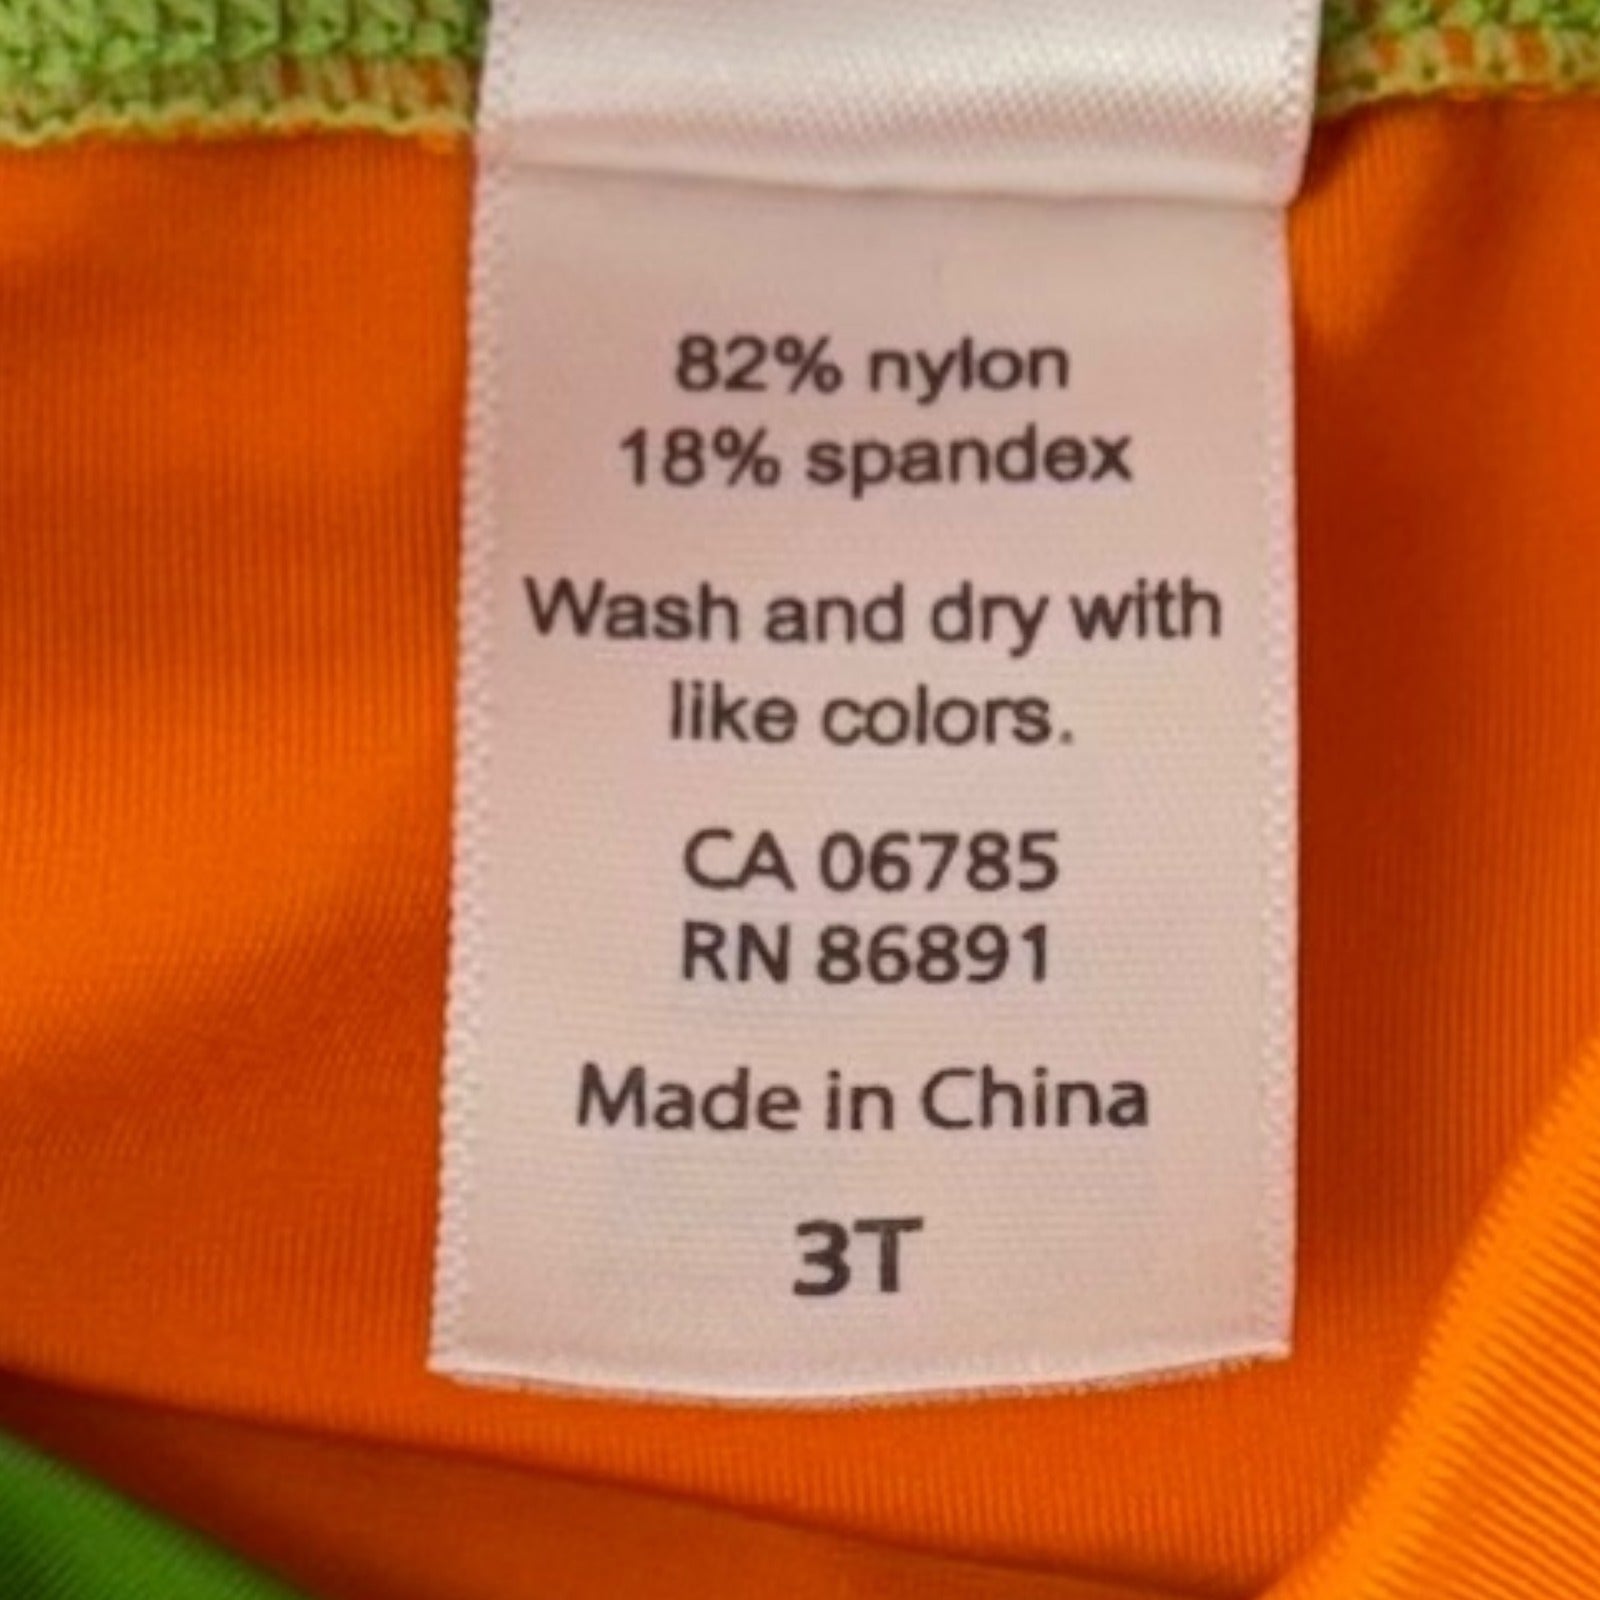 82% nylon
18% spandex
Wash and dry with
like colors.
CA 06785
RN 86891
Made in China
3T